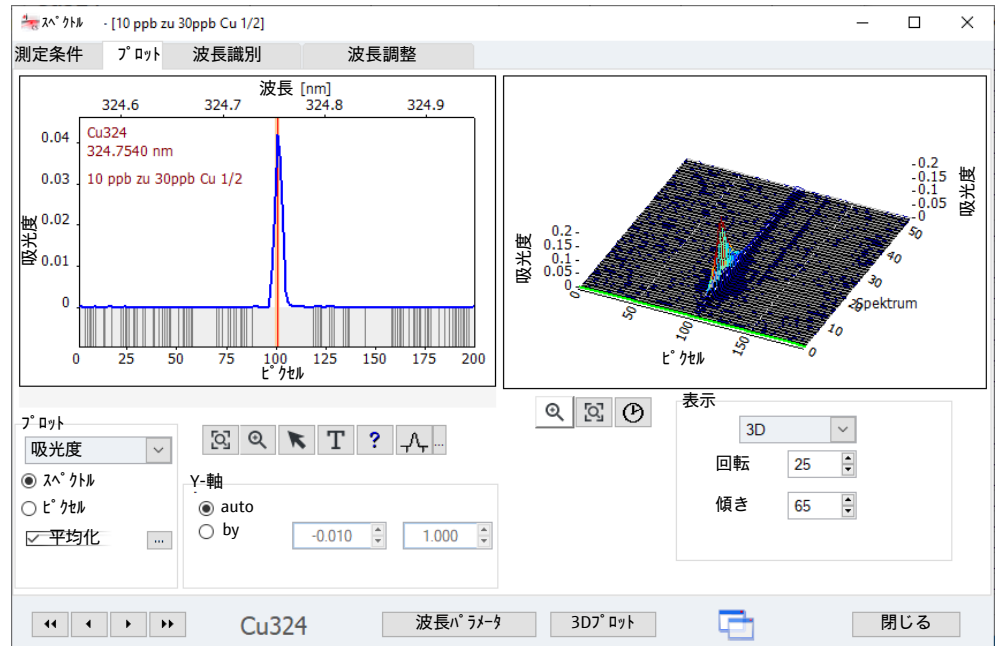 スペクトル - [10 ppb zu 30ppb Cu 1/2]
測定条件 プロット 波長識別 波長調整
波長 [nm]
324.6 324.7 324.8 324.9
Cu324
324.7540 nm
10 ppb zu 30ppb Cu 1/2
吸光度
0.04
0.03
0.02
0.01
0
0 25 50 75 100 125 150 175 200
ピクセル
吸光度
0.2
0.15
0.1
0.05
0
0 50 100 150
ピクセル
0 10 20 30 40 50
Spektrum
-0.2
-0.15
-0.1
-0.05
-0
吸光度
プロット
吸光度
スペクトル
ピクセル
平均化 ...
T ? ...
Y-軸
auto
by -0.010 1.000
表示
3D
回転 25
傾き 65
Cu324 波長パラメータ 3Dプロット 閉じる